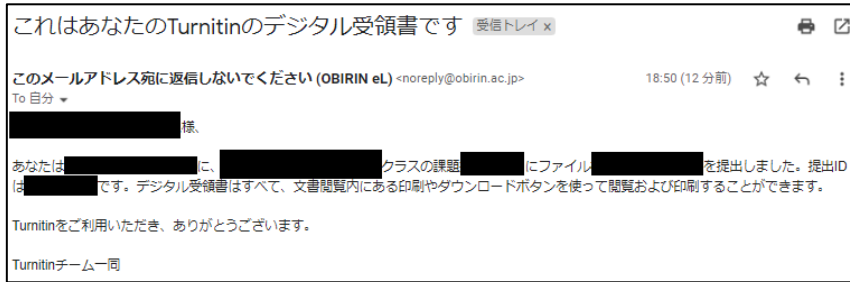 これはあなたのTurnitinのデジタル受領書です 受信トレイ x
このメールアドレス宛に返信しないでください (OBIRIN eL) <noreply@obirin.ac.jp> 18:50 (12 分前)
To 自分
様、
あなたは に、 クラスの課題 にファイル を提出しました。提出ID
は です。デジタル受領書はすべて、文書閲覧内にある印刷やダウンロードボタンを使って閲覧および印刷することができます。
Turnitinをご利用いただき、ありがとうございます。
Turnitinチーム一同